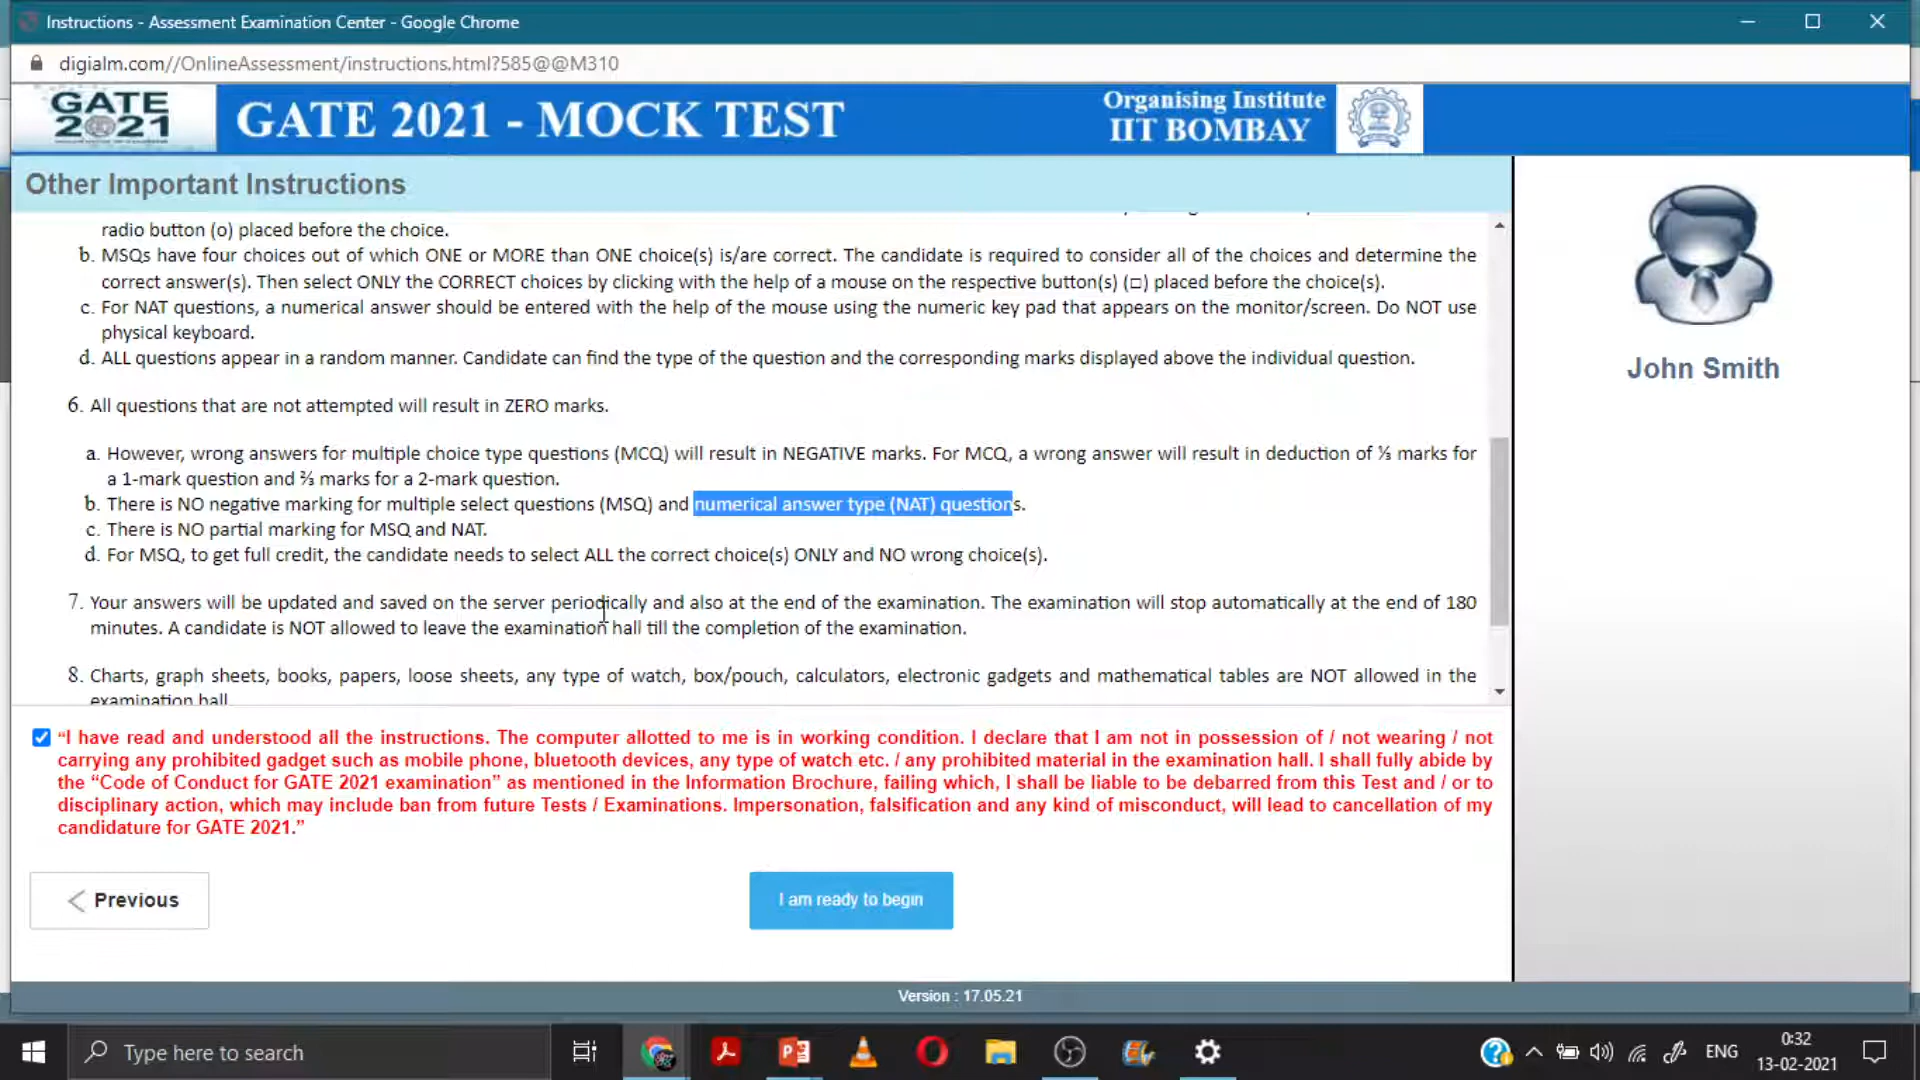 Instructions - Assessment Examination Center - Google Chrome
digialm.com//OnlineAssessment/instructions.html?585@@M310
GATE
2021
GATE 2021 - MOCK TEST
Organising Institute
IIT BOMBAY
Other Important Instructions
radio button (o) placed before the choice.
b. MSQs have four choices out of which ONE or MORE than ONE choice(s) is/are correct. The candidate is required to consider all of the choices and determine the
correct answer(s). Then select ONLY the CORRECT choices by clicking with the help of a mouse on the respective button(s) (□) placed before the choice(s).
c. For NAT questions, a numerical answer should be entered with the help of the mouse using the numeric key pad that appears on the monitor/screen. Do NOT use
physical keyboard.
d. ALL questions appear in a random manner. Candidate can find the type of the question and the corresponding marks displayed above the individual question.
John Smith
6. All questions that are not attempted will result in ZERO marks.
a. However, wrong answers for multiple choice type questions (MCQ) will result in NEGATIVE marks. For MCQ, a wrong answer will result in deduction of ⅓ marks for
a 1-mark question and ⅔ marks for a 2-mark question.
b. There is NO negative marking for multiple select questions (MSQ) and numerical answer type (NAT) questions.
c. There is NO partial marking for MSQ and NAT.
d. For MSQ, to get full credit, the candidate needs to select ALL the correct choice(s) ONLY and NO wrong choice(s).
7. Your answers will be updated and saved on the server periodically and also at the end of the examination. The examination will stop automatically at the end of 180
minutes. A candidate is NOT allowed to leave the examination hall till the completion of the examination.
8. Charts, graph sheets, books, papers, loose sheets, any type of watch, box/pouch, calculators, electronic gadgets and mathematical tables are NOT allowed in the
examination hall.
“I have read and understood all the instructions. The computer allotted to me is in working condition. I declare that I am not in possession of / not wearing / not
carrying any prohibited gadget such as mobile phone, bluetooth devices, any type of watch etc. / any prohibited material in the examination hall. I shall fully abide by
the “Code of Conduct for GATE 2021 examination” as mentioned in the Information Brochure, failing which, I shall be liable to be debarred from this Test and / or to
disciplinary action, which may include ban from future Tests / Examinations. Impersonation, falsification and any kind of misconduct, will lead to cancellation of my
candidature for GATE 2021.”
Previous
I am ready to begin
Version : 17.05.21
Type here to search
ENG
0:32
13-02-2021